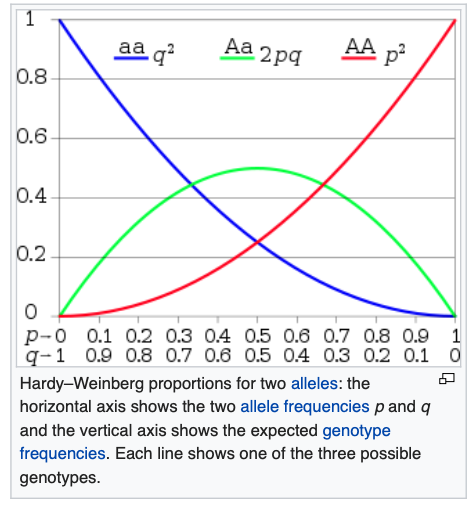 1
aa q² Aa 2pq AA p²
0.8
0.6
0.4
0.2
0
p-0 0.1 0.2 0.3 0.4 0.5 0.6 0.7 0.8 0.9 1
q-1 0.9 0.8 0.7 0.6 0.5 0.4 0.3 0.2 0.1 0
Hardy–Weinberg proportions for two alleles: the
horizontal axis shows the two allele frequencies p and q
and the vertical axis shows the expected genotype
frequencies. Each line shows one of the three possible
genotypes.